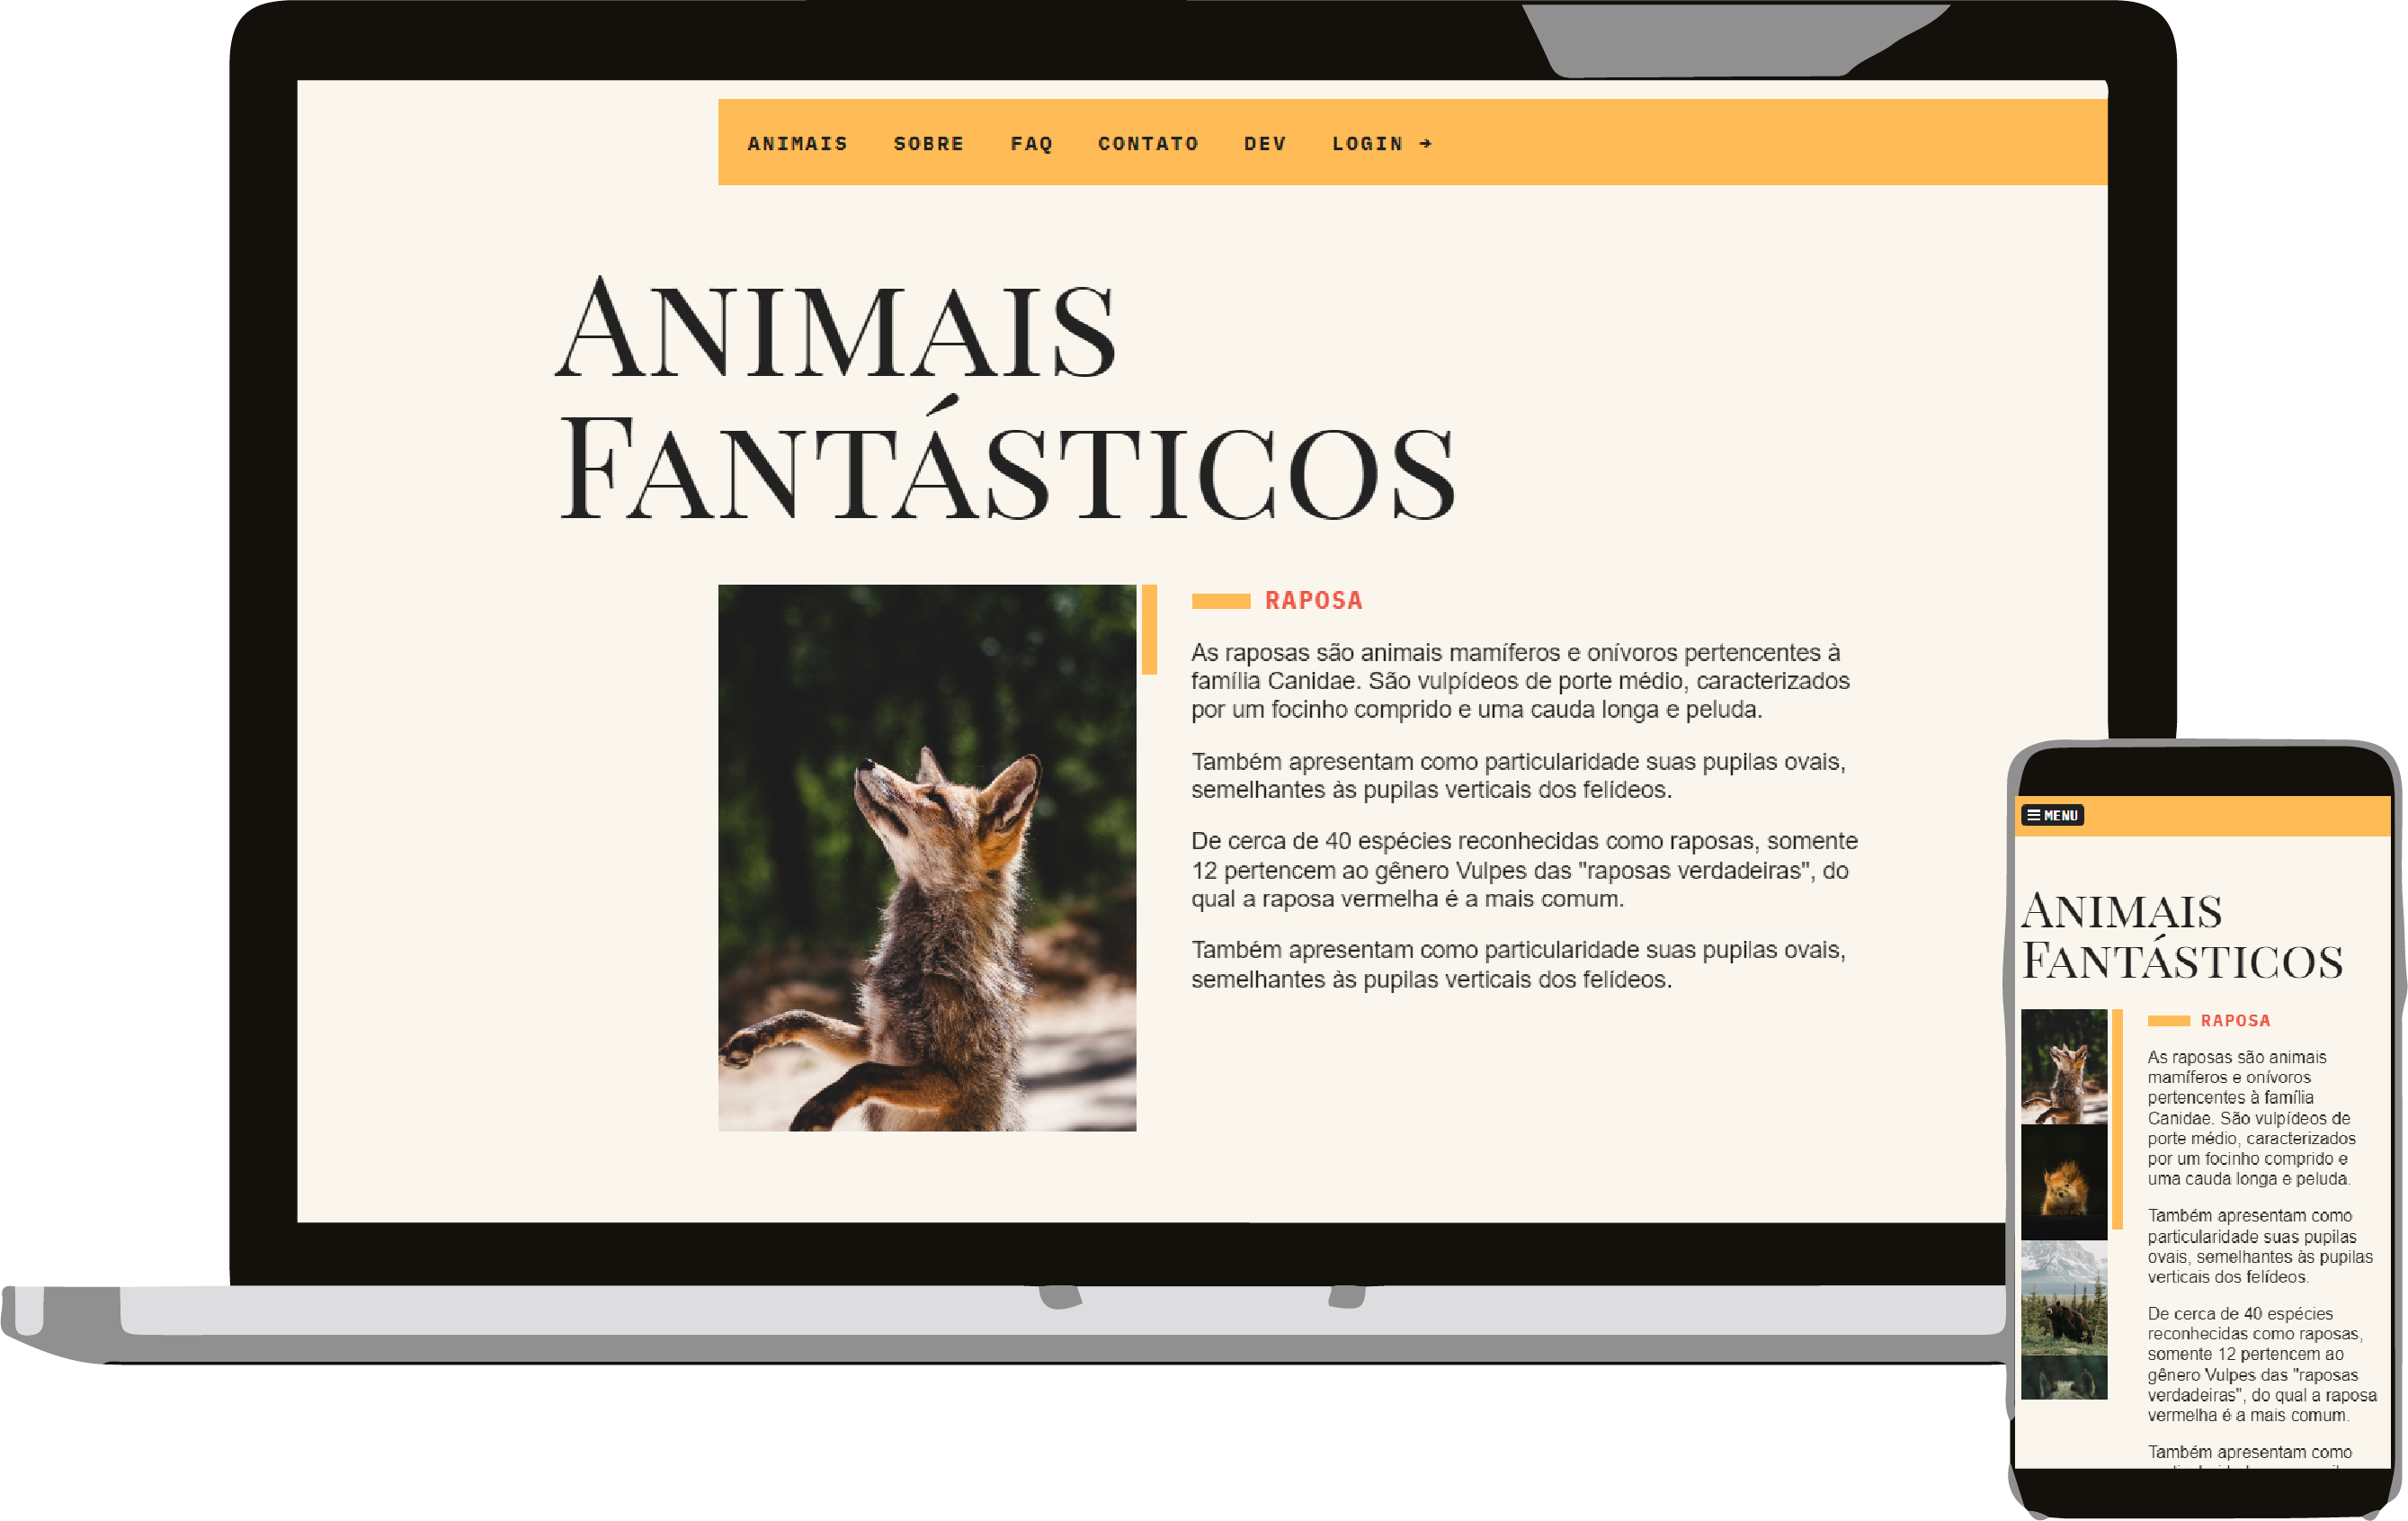 ANIMAIS SOBRE FAQ CONTATO DEV LOGIN →
ANIMAIS
FANTÁSTICOS
RAPOSA
As raposas são animais mamíferos e onívoros pertencentes à
família Canidae. São vulpídeos de porte médio, caracterizados
por um focinho comprido e uma cauda longa e peluda.
Também apresentam como particularidade suas pupilas ovais,
semelhantes às pupilas verticais dos felídeos.
De cerca de 40 espécies reconhecidas como raposas, somente
12 pertencem ao gênero Vulpes das "raposas verdadeiras", do
qual a raposa vermelha é a mais comum.
Também apresentam como particularidade suas pupilas ovais,
semelhantes às pupilas verticais dos felídeos.
MENU
ANIMAIS
FANTÁSTICOS
RAPOSA
As raposas são animais
mamíferos e onívoros
pertencentes à família
Canidae. São vulpídeos de
porte médio, caracterizados
por um focinho comprido e
uma cauda longa e peluda.
Também apresentam como
particularidade suas pupilas
ovais, semelhantes às pupilas
verticais dos felídeos.
De cerca de 40 espécies
reconhecidas como raposas,
somente 12 pertencem ao
gênero Vulpes das "raposas
verdadeiras", do qual a raposa
vermelha é a mais comum.
Também apresentam como